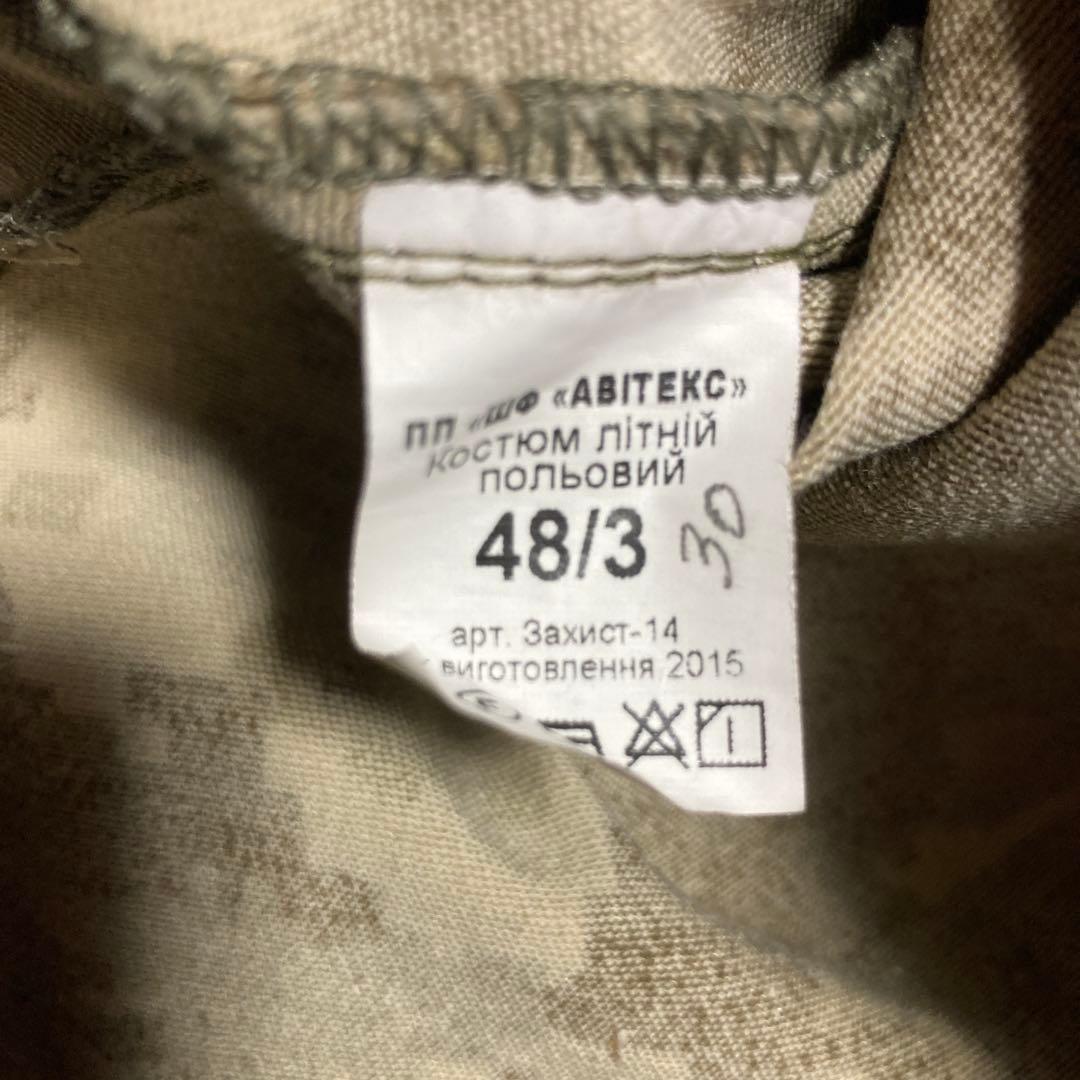 ПП «ШФ «АВІТЕКС»
Костюм літній
польовий
48/3
30
арт. Захист-14
виготовлення 2015